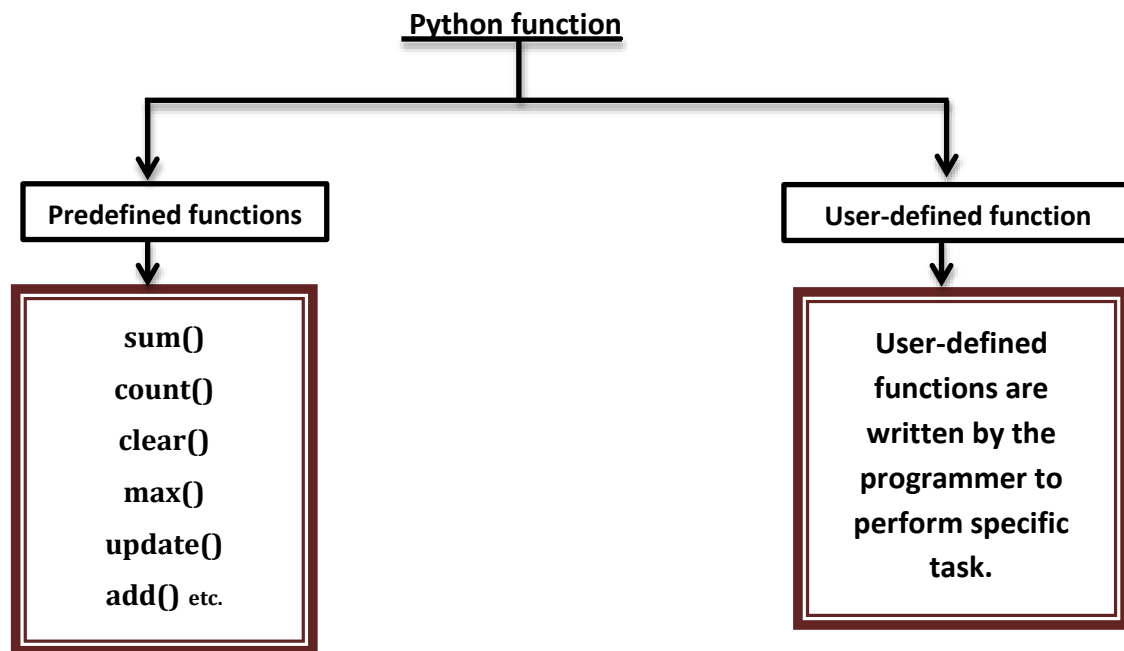 Python function
Predefined functions
sum()
count()
clear()
max()
update()
add() etc.
User-defined function
User-defined
functions are
written by the
programmer to
perform specific
task.